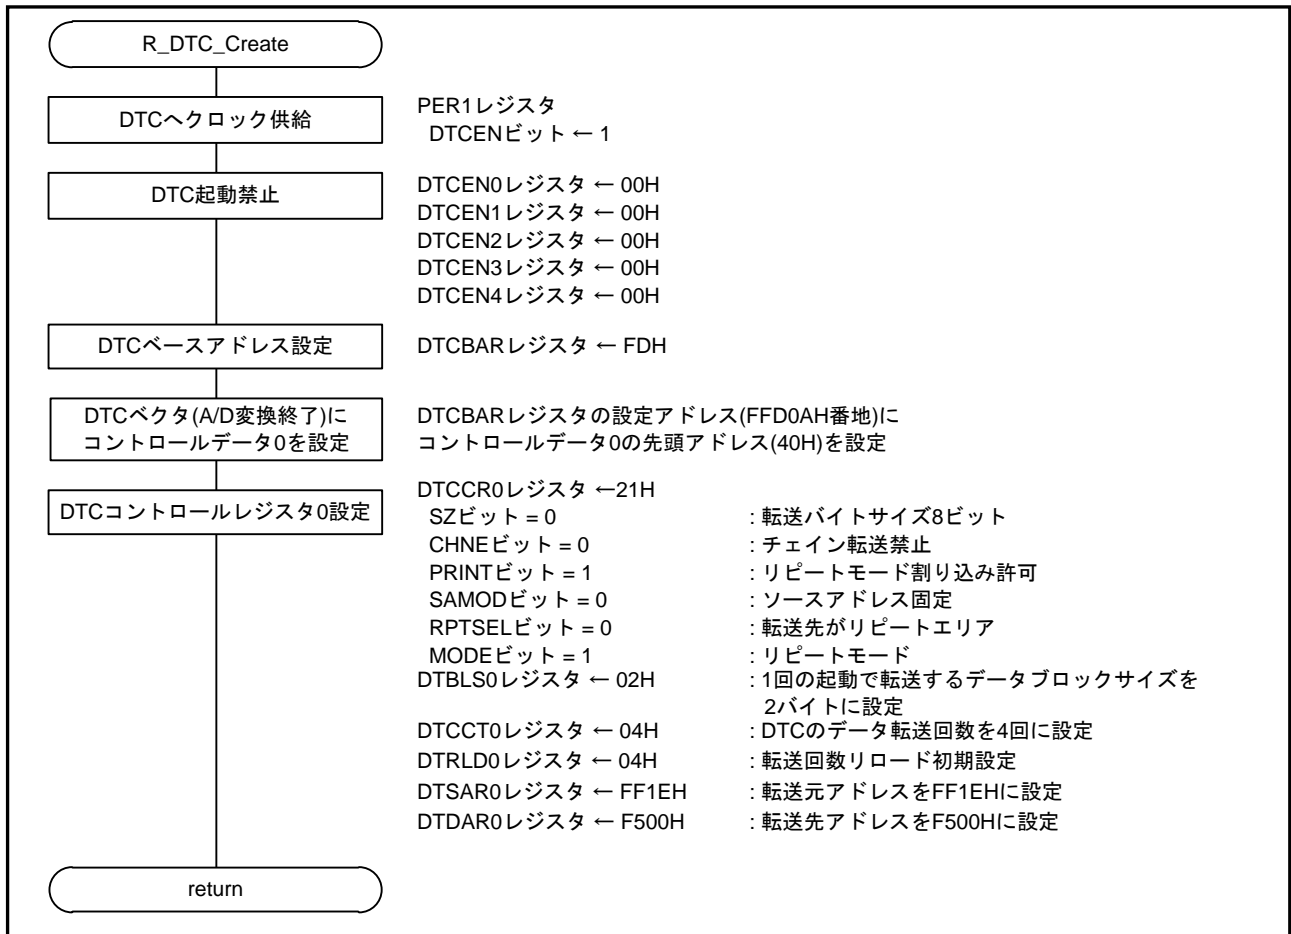 R_DTC_Create
DTCへクロック供給
PER1レジスタ
DTCENビット ← 1
DTC起動禁止
DTCEN0レジスタ ← 00H
DTCEN1レジスタ ← 00H
DTCEN2レジスタ ← 00H
DTCEN3レジスタ ← 00H
DTCEN4レジスタ ← 00H
DTCベースアドレス設定
DTCBARレジスタ ← FDH
DTCベクタ(A/D変換終了)に
コントロールデータ0を設定
DTCBARレジスタの設定アドレス(FFD0AH番地)に
コントロールデータ0の先頭アドレス(40H)を設定
DTCコントロールレジスタ0設定
DTCCR0レジスタ ←21H
SZビット = 0 : 転送バイトサイズ8ビット
CHNEビット = 0 : チェイン転送禁止
PRINTビット = 1 : リピートモード割り込み許可
SAMODビット = 0 : ソースアドレス固定
RPTSELビット = 0 : 転送先がリピートエリア
MODEビット = 1 : リピートモード
DTBLS0レジスタ ← 02H : 1回の起動で転送するデータブロックサイズを
2バイトに設定
DTCCT0レジスタ ← 04H : DTCのデータ転送回数を4回に設定
DTRLD0レジスタ ← 04H : 転送回数リロード初期設定
DTSAR0レジスタ ← FF1EH : 転送元アドレスをFF1EHに設定
DTDAR0レジスタ ← F500H : 転送先アドレスをF500Hに設定
return